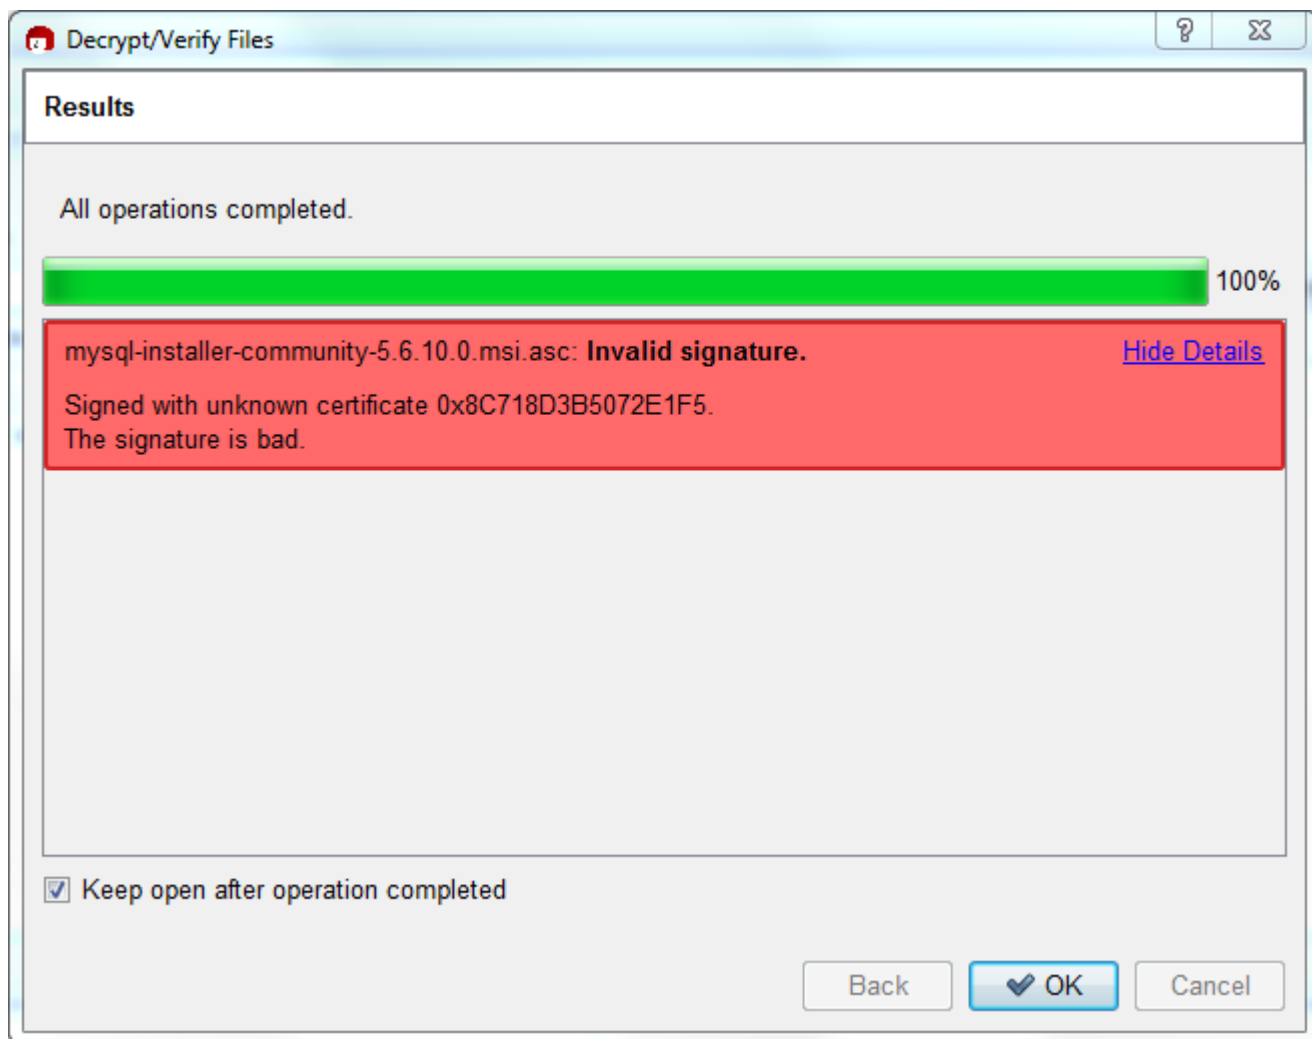 Decrypt/Verify Files
Results
All operations completed.
100%
mysql-installer-community-5.6.10.0.msi.asc: Invalid signature. Hide Details
Signed with unknown certificate 0x8C718D3B5072E1F5.
The signature is bad.
Keep open after operation completed
Back OK Cancel